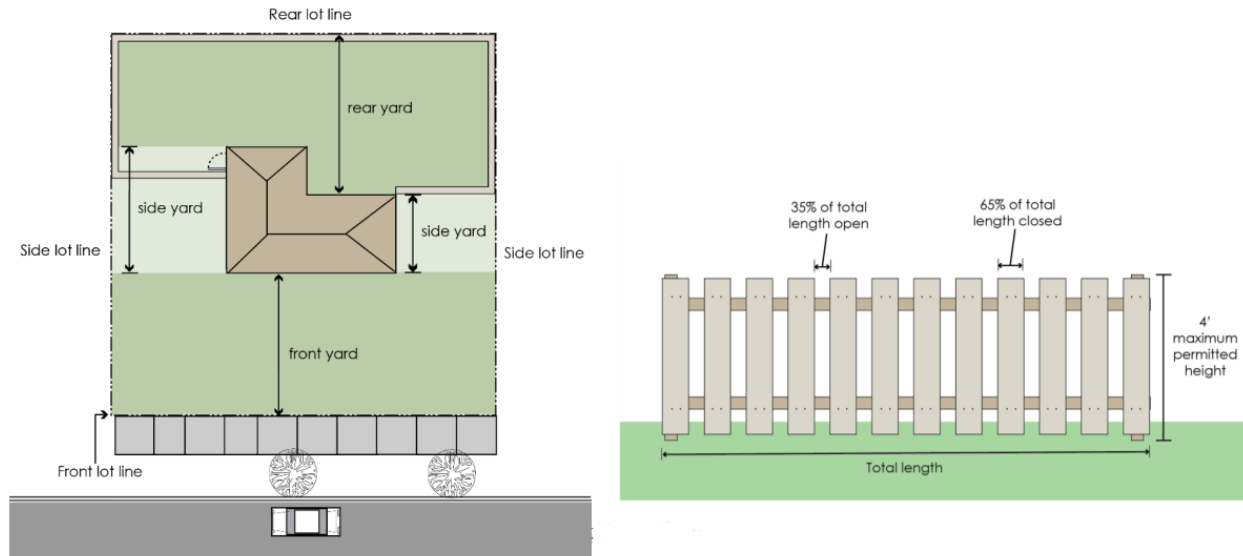 Rear lot line
rear yard
side yard
side yard
Side lot line
Side lot line
front yard
Front lot line
35% of total
length open
65% of total
length closed
4’
maximum
permitted
height
Total length